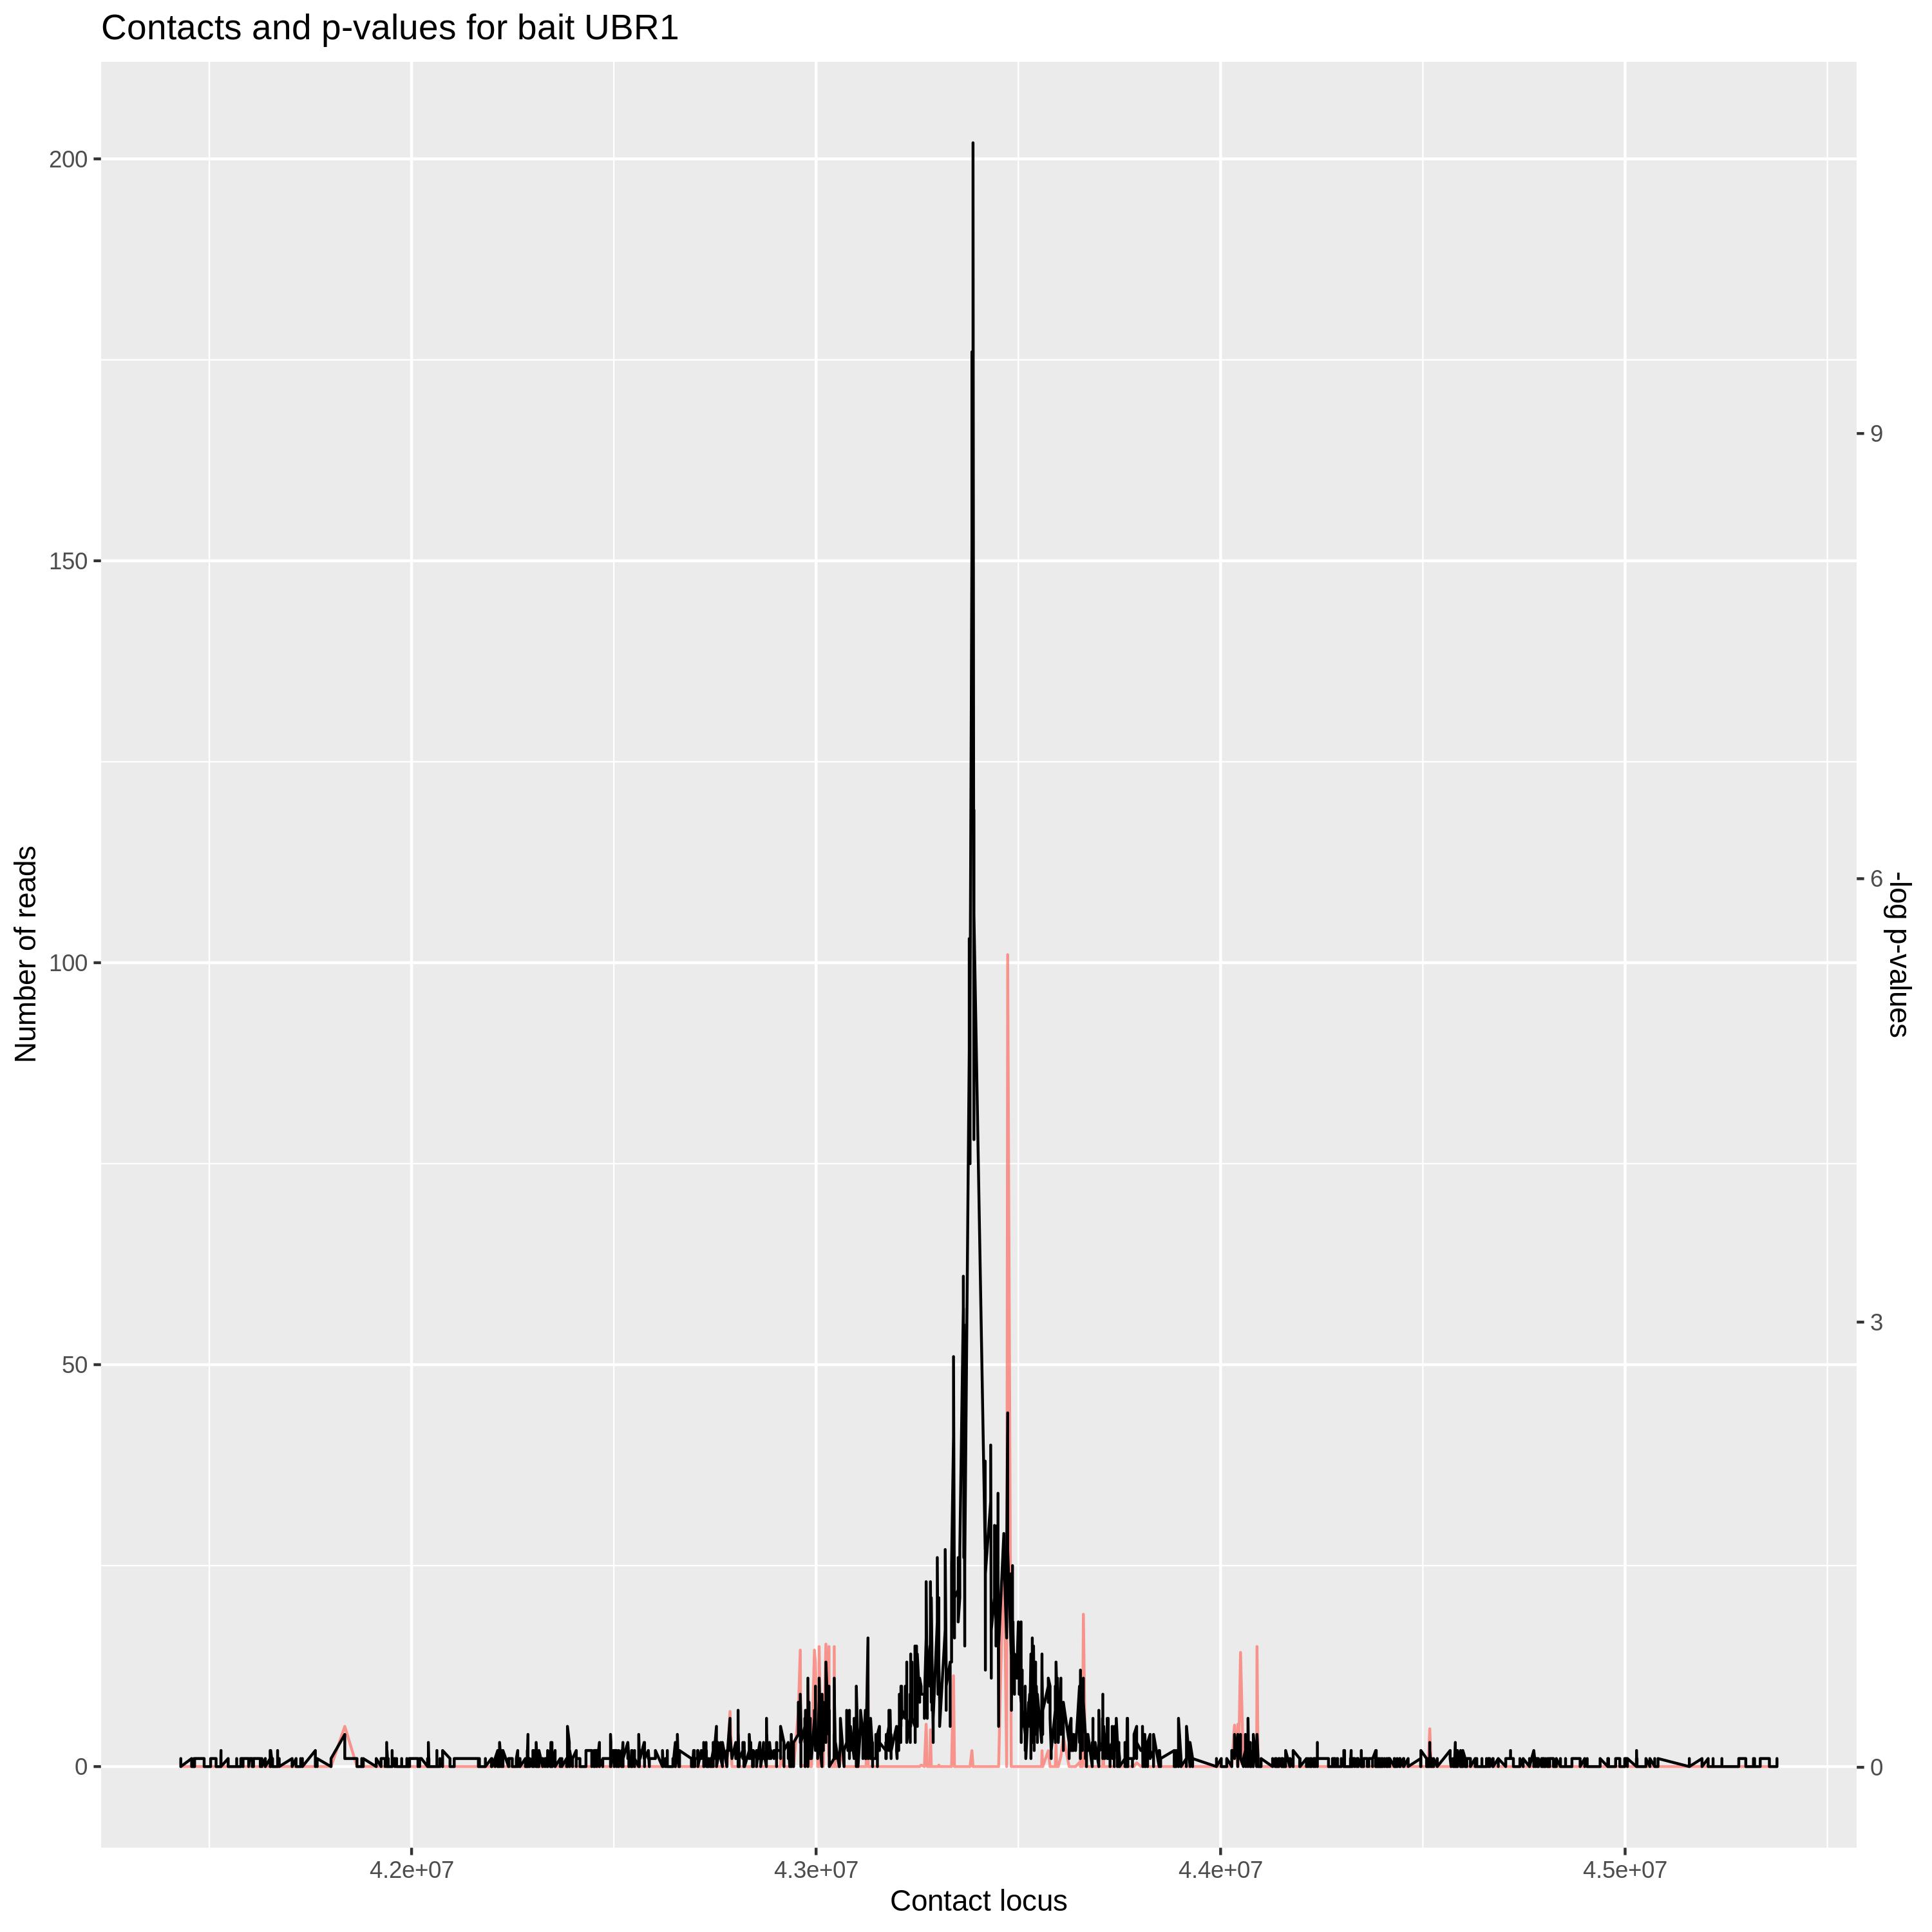 Contacts and p-values for bait UBR1
200
150
100
50
0
Number of reads
9
6
3
0
-log p-values
4.2e+07
4.3e+07
4.4e+07
4.5e+07
Contact locus